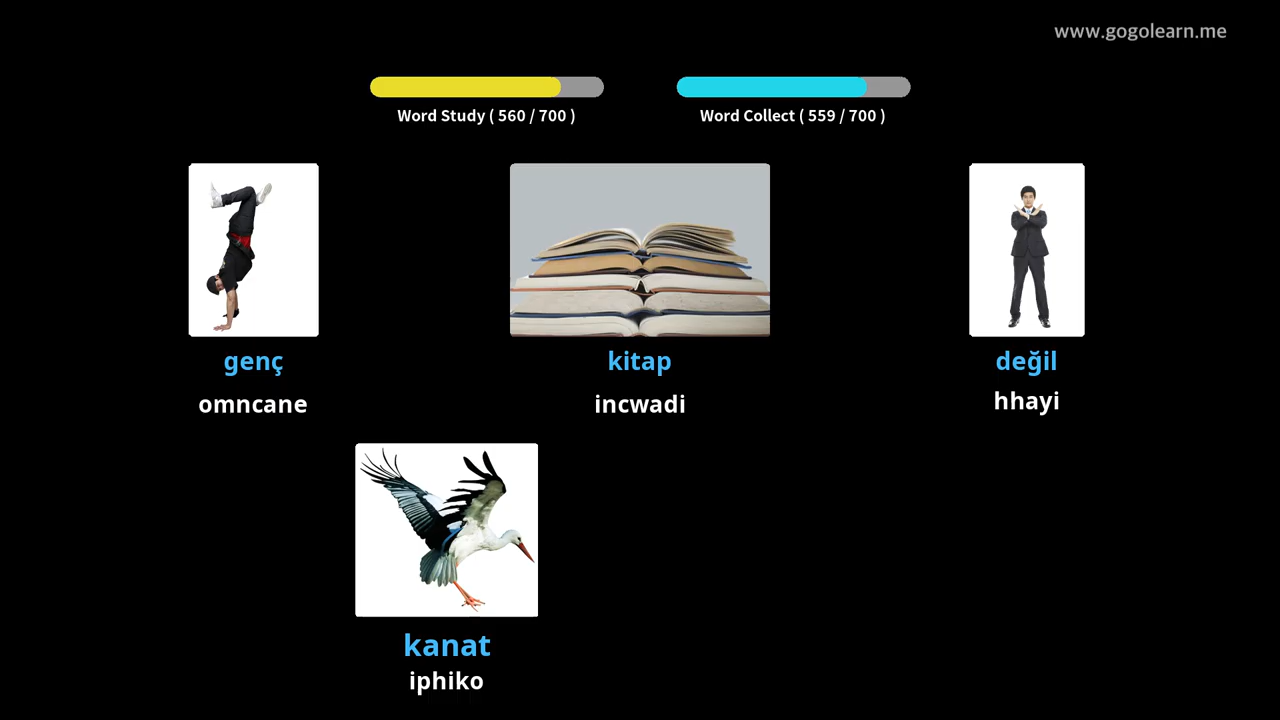 www.gogolearn.me
Word Study ( 560 / 700 )
Word Collect ( 559 / 700 )
genç
kitap
değil
omncane
incwadi
hhayi
kanat
iphiko